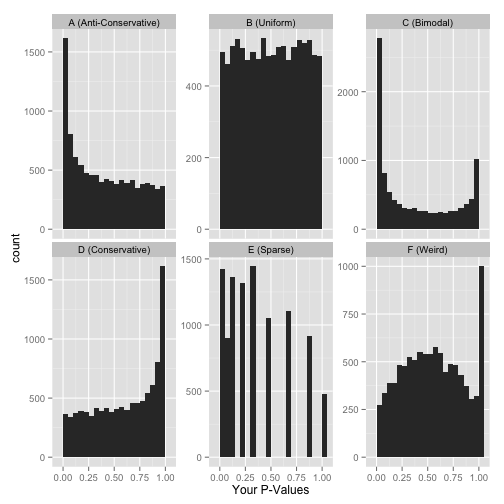 A (Anti-Conservative)
B (Uniform)
C (Bimodal)
1500
1000
500
0
400
200
0
2000
1000
0
count
D (Conservative)
E (Sparse)
F (Weird)
1500
1000
500
0
1500
1000
500
0
1000
750
500
250
0
0.00 0.25 0.50 0.75 1.00
0.00 0.25 0.50 0.75 1.00
0.00 0.25 0.50 0.75 1.00
Your P-Values